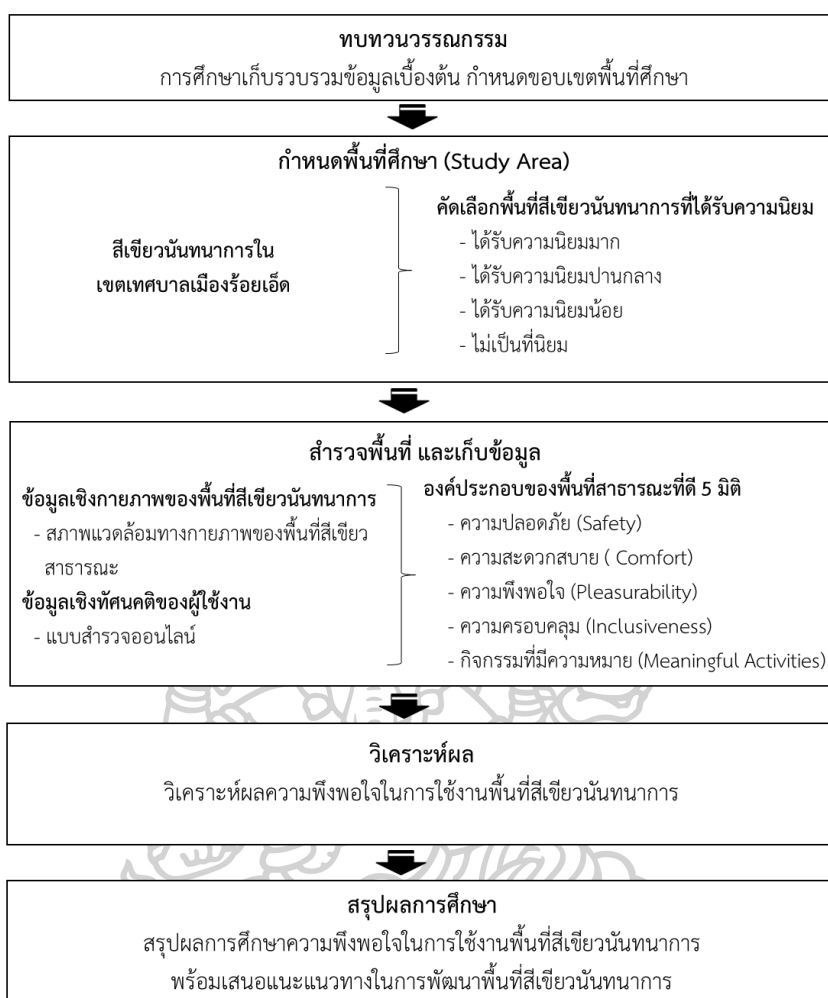 ทบทวนวรรณกรรม
การศึกษาเก็บรวบรวมข้อมูลเบื้องต้น กำหนดขอบเขตพื้นที่ศึกษา
กำหนดพื้นที่ศึกษา (Study Area)
สีเขียวนันทนาการใน
เขตเทศบาลเมืองร้อยเอ็ด
คัดเลือกพื้นที่สีเขียวนันทนาการที่ได้รับความนิยม
- ได้รับความนิยมมาก
- ได้รับความนิยมปานกลาง
- ได้รับความนิยมน้อย
- ไม่เป็นที่นิยม
สำรวจพื้นที่ และเก็บข้อมูล
ข้อมูลเชิงกายภาพของพื้นที่สีเขียวนันทนาการ
- สภาพแวดล้อมทางกายภาพของพื้นที่สีเขียว
สาธารณะ
ข้อมูลเชิงทัศนคติของผู้ใช้งาน
- แบบสำรวจออนไลน์
องค์ประกอบของพื้นที่สาธารณะที่ดี 5 มิติ
- ความปลอดภัย (Safety)
- ความสะดวกสบาย ( Comfort)
- ความพึงพอใจ (Pleasurability)
- ความครอบคลุม (Inclusiveness)
- กิจกรรมที่มีความหมาย (Meaningful Activities)
วิเคราะห์ผล
วิเคราะห์ผลความพึงพอใจในการใช้งานพื้นที่สีเขียวนันทนาการ
สรุปผลการศึกษา
สรุปผลการศึกษาความพึงพอใจในการใช้งานพื้นที่สีเขียวนันทนาการ
พร้อมเสนอแนะแนวทางในการพัฒนาพื้นที่สีเขียวนันทนาการ